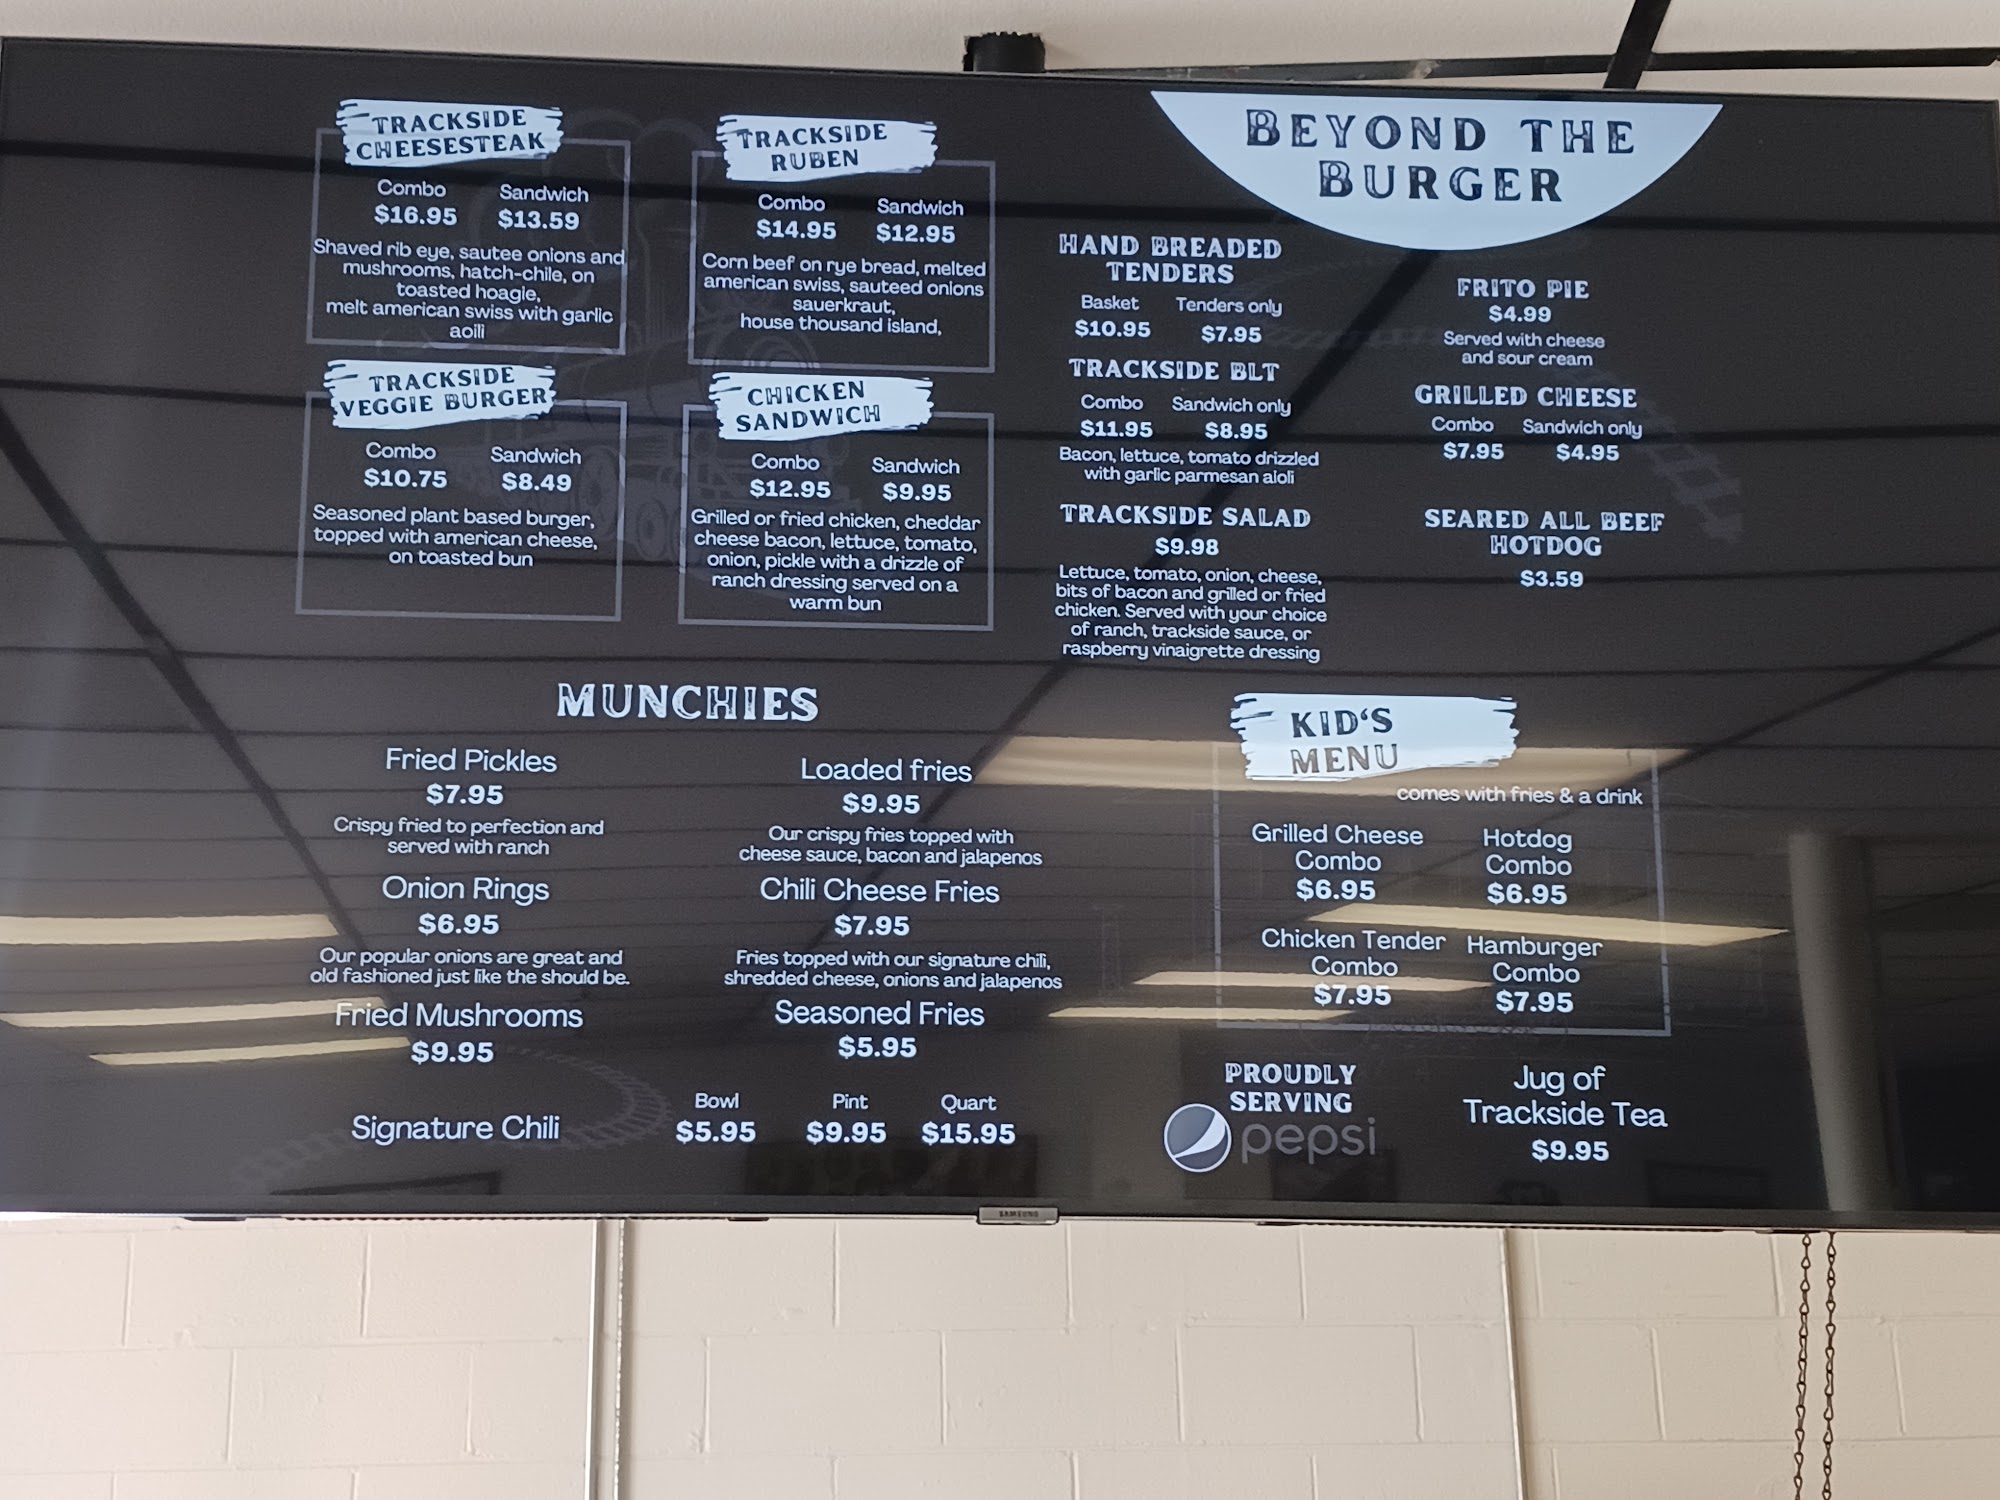 TRACKSIDE
CHEESESTEAK
Combo Sandwich
$16.95 $13.59
Shaved rib eye, sautee onions and
mushrooms, hatch-chile, on
toasted hoagie,
melt american swiss with garlic
aoili
TRACKSIDE
RUBEN
Combo Sandwich
$14.95 $12.95
Corn beef on rye bread, melted
american swiss, sauteed onions
sauerkraut,
house thousand island,
TRACKSIDE
VEGGIE BURGER
Combo Sandwich
$10.75 $8.49
Seasoned plant based burger,
topped with american cheese,
on toasted bun
CHICKEN
SANDWICH
Combo Sandwich
$12.95 $9.95
Grilled or fried chicken, cheddar
cheese bacon, lettuce, tomato,
onion, pickle with a drizzle of
ranch dressing served on a
warm bun
BEYOND THE
BURGER
HAND BREADED
TENDERS
Basket Tenders only
$10.95 $7.95
TRACKSIDE BLT
Combo Sandwich only
$11.95 $8.95
Bacon, lettuce, tomato drizzled
with garlic parmesan aioli
TRACKSIDE SALAD
$9.98
Lettuce, tomato, onion, cheese,
bits of bacon and grilled or fried
chicken. Served with your choice
of ranch, trackside sauce, or
raspberry vinaigrette dressing
FRITO PIE
$4.99
Served with cheese
and sour cream
GRILLED CHEESE
Combo Sandwich only
$7.95 $4.95
SEARED ALL BEEF
HOTDOG
$3.59
MUNCHIES
Fried Pickles
$7.95
Crispy fried to perfection and
served with ranch
Onion Rings
$6.95
Our popular onions are great and
old fashioned just like the should be.
Fried Mushrooms
$9.95
Loaded fries
$9.95
Our crispy fries topped with
cheese sauce, bacon and jalapenos
Chili Cheese Fries
$7.95
Fries topped with our signature chili,
shredded cheese, onions and jalapenos
Seasoned Fries
$5.95
Bowl Pint Quart
Signature Chili $5.95 $9.95 $15.95
KID'S
MENU
comes with fries & a drink
Grilled Cheese
Combo
$6.95
Hotdog
Combo
$6.95
Chicken Tender
Combo
$7.95
Hamburger
Combo
$7.95
PROUDLY
SERVING
pepsi
Jug of
Trackside Tea
$9.95
SAMSUNG